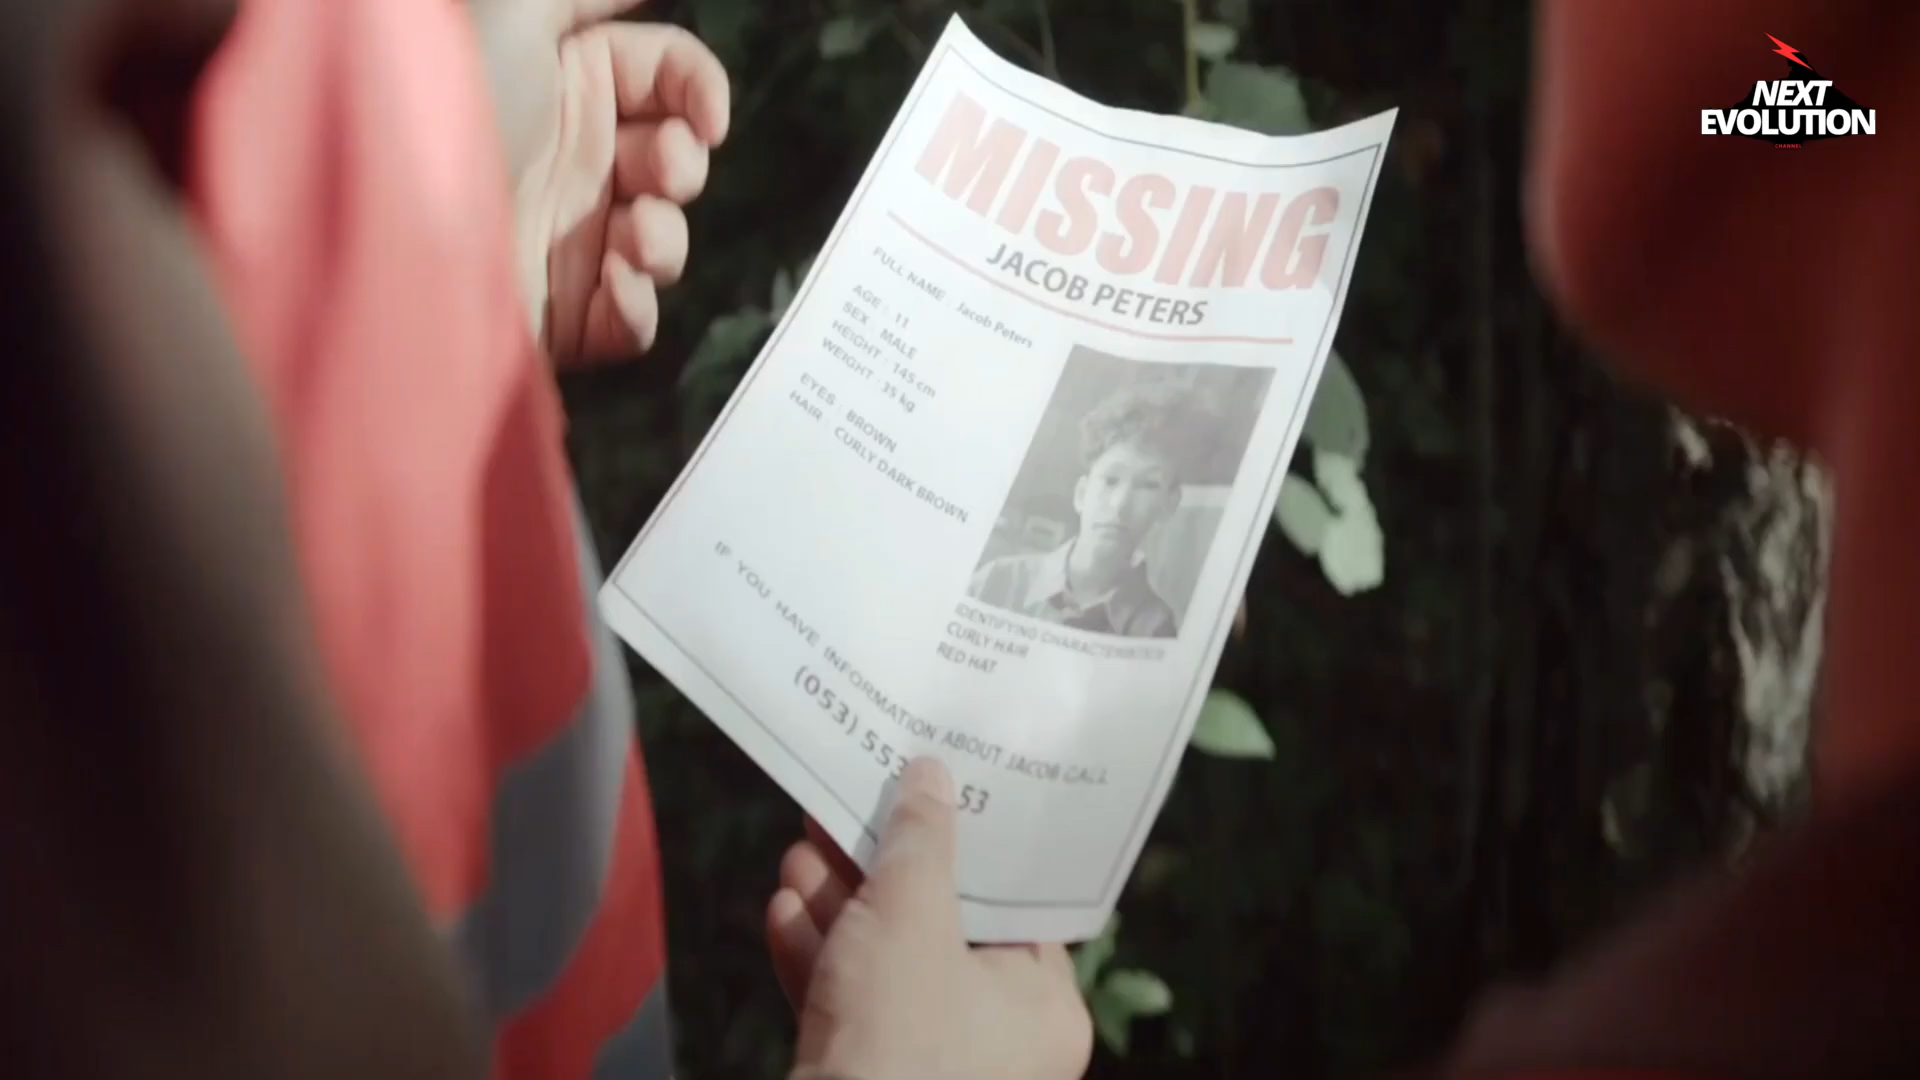 NEXT
EVOLUTION
CHANNEL
MISSING
JACOB PETERS
FULL NAME : Jacob Peters
AGE : 11
SEX : MALE
HEIGHT : 145 cm
WEIGHT : 35 kg
EYES : BROWN
HAIR : CURLY DARK BROWN
IDENTIFYING CHARACTERISTICS
CURLY HAIR
RED HAT
IF YOU HAVE INFORMATION ABOUT JACOB CALL
(053) 553 53